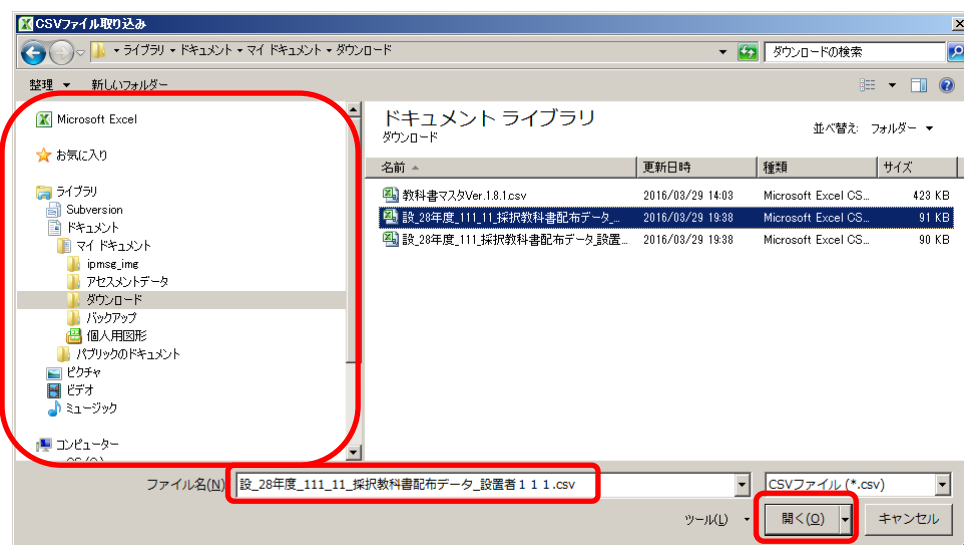 CSVファイル取り込み
ライブラリ ▾ ドキュメント ▾ マイ ドキュメント ▾ ダウンロード
ダウンロードの検索
整理 ▼ 新しいフォルダー
Microsoft Excel
お気に入り
ライブラリ
Subversion
ドキュメント
マイ ドキュメント
ipmsg_img
アセスメントデータ
ダウンロード
バックアップ
個人用図形
パブリックのドキュメント
ピクチャ
ビデオ
ミュージック
コンピューター
ドキュメント ライブラリ
ダウンロード
並べ替え: フォルダー ▼
名前 更新日時 種類 サイズ
教科書マスタVer.1.8.1.csv 2016/03/29 14:03 Microsoft Excel CS... 423 KB
設_28年度_111_11_採択教科書配布データ_... 2016/03/29 19:38 Microsoft Excel CS... 91 KB
設_28年度_111_採択教科書配布データ_設置... 2016/03/29 19:38 Microsoft Excel CS... 90 KB
ファイル名(N) 設_28年度_111_11_採択教科書配布データ_設置者１１１.csv CSVファイル (*.csv)
ツール(L) 開く(O) キャンセル